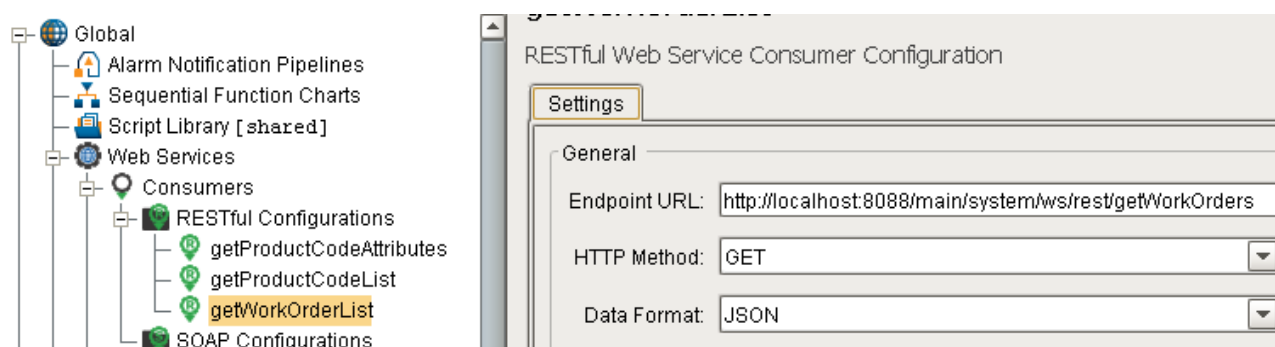 Global
Alarm Notification Pipelines
Sequential Function Charts
Script Library [shared]
Web Services
Consumers
RESTful Configurations
getProductCodeAttributes
getProductCodeList
getWorkOrderList
SOAP Configurations
RESTful Web Service Consumer Configuration
Settings
General
Endpoint URL: http://localhost:8088/main/system/ws/rest/getWorkOrders
HTTP Method: GET
Data Format: JSON